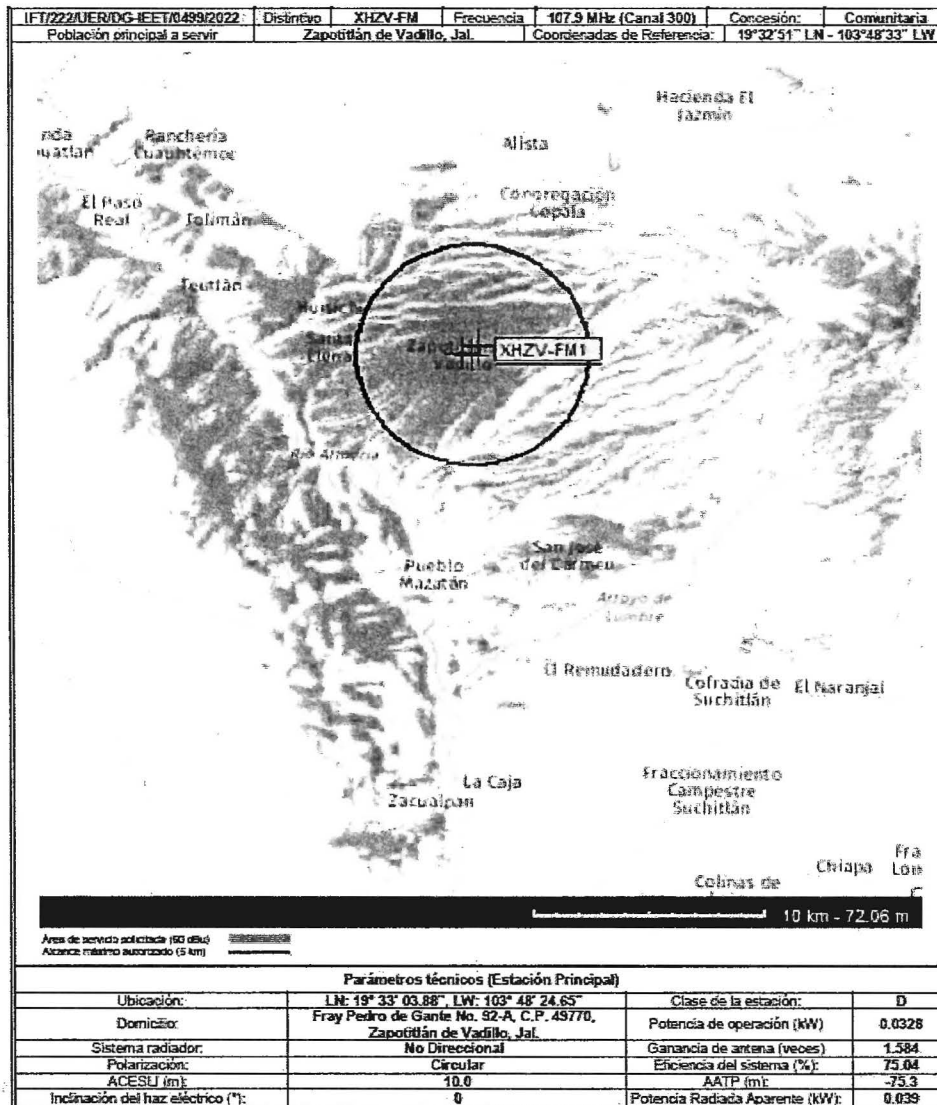 IFT/222/UER/DG-IEET/0499/2022 Distintivo XHZV-FM Frecuencia 107.9 MHz (Canal 300) Concesión: Comunitaria
Población principal a servir Zapotitlán de Vadillo, Jal. Coordenadas de Referencia: 19°32'51" LN - 103°48'33" LW
Hacienda El
Jazmín
nda
Ranchería
Cuauhtémoc
Alista
El Paso
Real
Tolimán
Congregación
Copala
Teutlán
Santa
Elena
Vadillo
XHZV-FM1
Río Armería
San José
del Carmen
Pueblo
Mazatán
Arroyo de
Lumbre
El Remudadero
Cofradía de
Suchitlán
El Naranjal
La Caja
Zacualpan
Fraccionamiento
Campestre
Suchitlán
Chiapa
Fra
Colinas de
10 km - 72.06 m
Área de servicio solicitada (60 dBu)
Alcance máximo autorizado (5 km)
Parámetros técnicos (Estación Principal)
Ubicación: LN: 19° 33' 03.88", LW: 103° 48' 24.65" Clase de la estación: D
Domicilio: Fray Pedro de Gante No. 92-A, C.P. 49770, Zapotitlán de Vadillo, Jal. Potencia de operación (kW) 0.0328
Sistema radiador: No Direccional Ganancia de antena (veces) 1.584
Polarización: Circular Eficiencia del sistema (%): 75.04
ACESLI (m): 10.0 AATP (m): -75.3
Inclinación del haz eléctrico (°): 0 Potencia Radiada Aparente (kW): 0.039